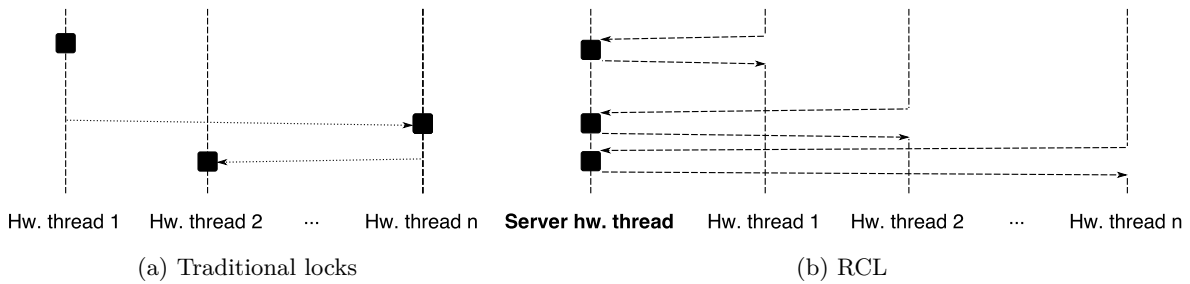 Hw. thread 1 Hw. thread 2 ... Hw. thread n Server hw. thread Hw. thread 1 Hw. thread 2 ... Hw. thread n
(a) Traditional locks (b) RCL